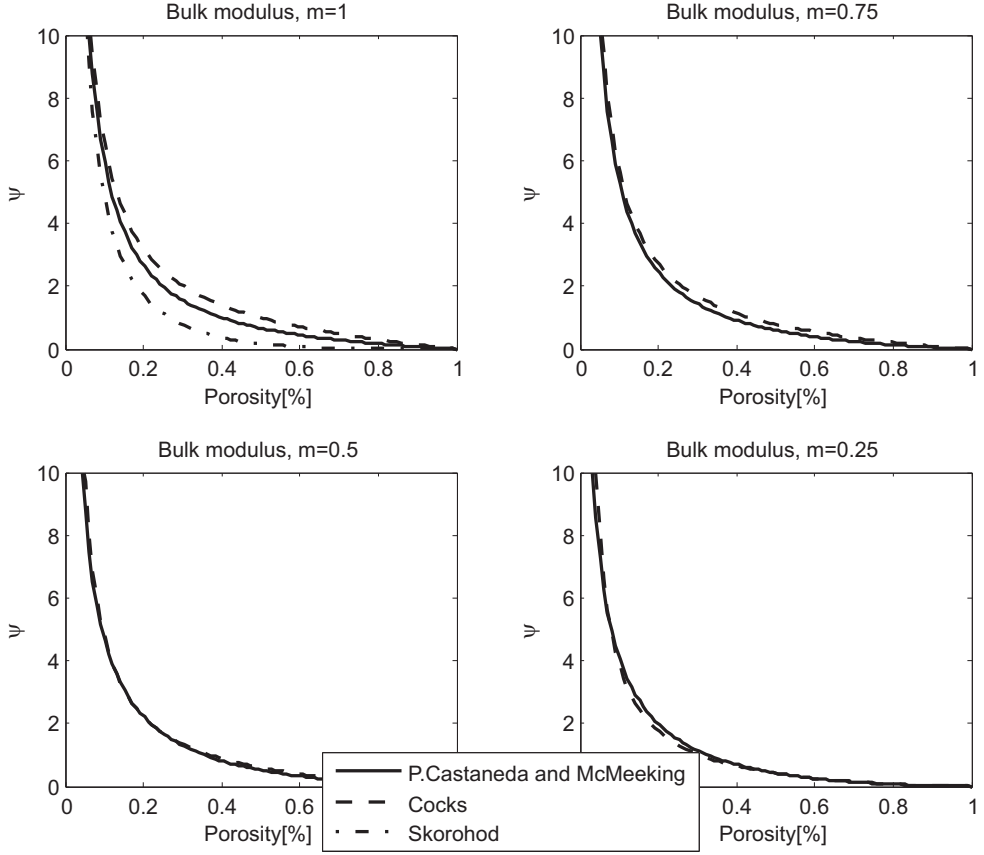 Bulk modulus, m=1
10
8
6
4
2
0
ψ
0 0.2 0.4 0.6 0.8 1
Porosity[%]
Bulk modulus, m=0.75
10
8
6
4
2
0
ψ
0 0.2 0.4 0.6 0.8 1
Porosity[%]
Bulk modulus, m=0.5
10
8
6
4
2
0
ψ
0 0.2 0.4 0.6
Porosity[%]
Bulk modulus, m=0.25
10
8
6
4
2
0
ψ
0.4 0.6 0.8 1
Porosity[%]
P.Castaneda and McMeeking
Cocks
Skorohod